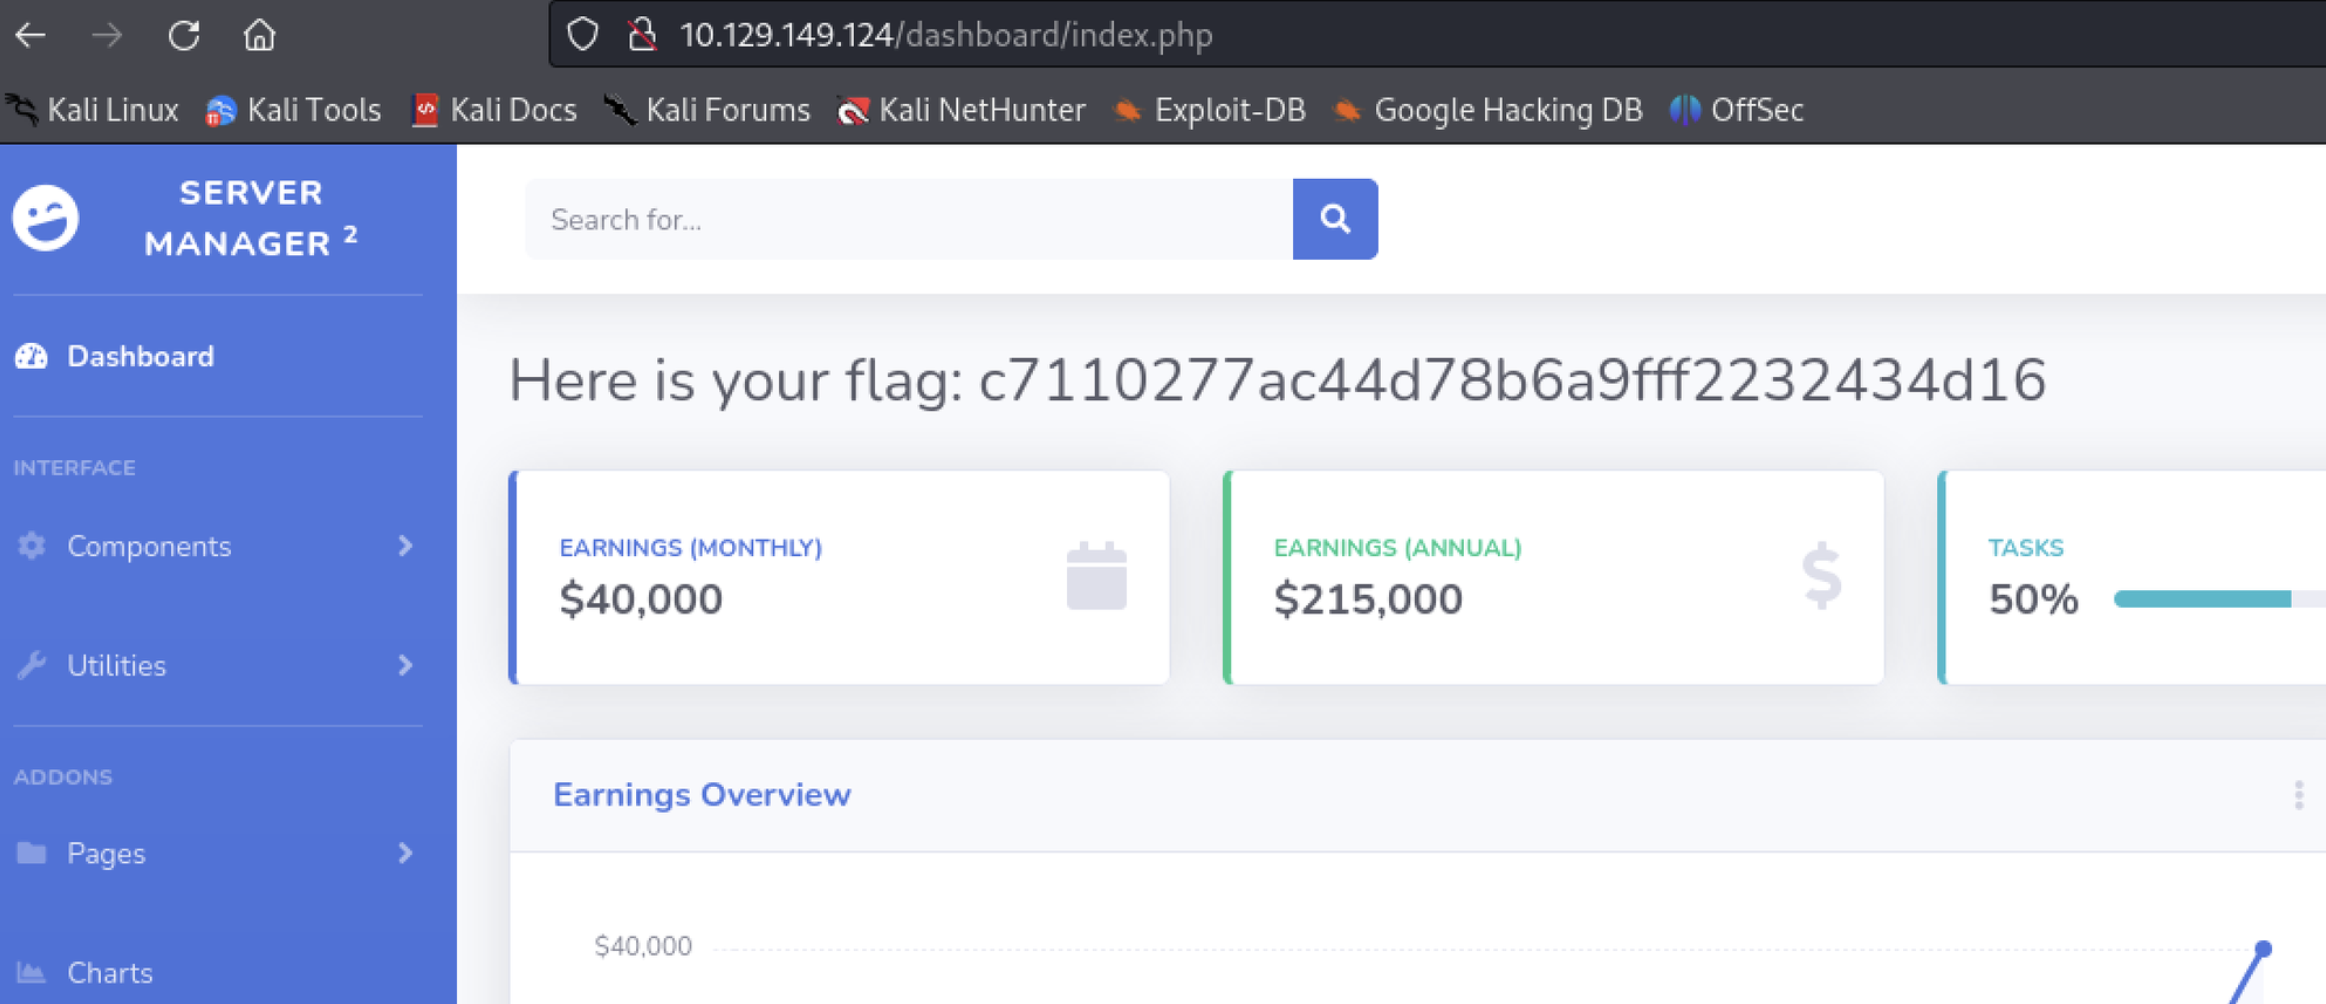 10.129.149.124/dashboard/index.php
Kali Linux Kali Tools Kali Docs Kali Forums Kali NetHunter Exploit-DB Google Hacking DB OffSec
SERVER
MANAGER 2
Search for...
Dashboard
Here is your flag: c7110277ac44d78b6a9fff2232434d16
INTERFACE
Components
Utilities
EARNINGS (MONTHLY)
$40,000
EARNINGS (ANNUAL)
$215,000
TASKS
50%
ADDONS
Pages
Charts
Earnings Overview
$40,000